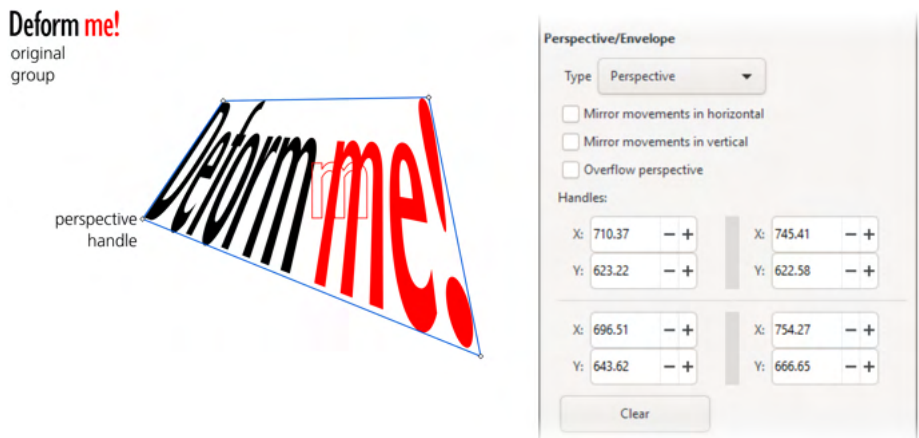 Deform me!
original
group
perspective
handle
Deform me!
Perspective/Envelope
Type Perspective
Mirror movements in horizontal
Mirror movements in vertical
Overflow perspective
Handles:
X: 710.37 − + X: 745.41 − +
Y: 623.22 − + Y: 622.58 − +
X: 696.51 − + X: 754.27 − +
Y: 643.62 − + Y: 666.65 − +
Clear